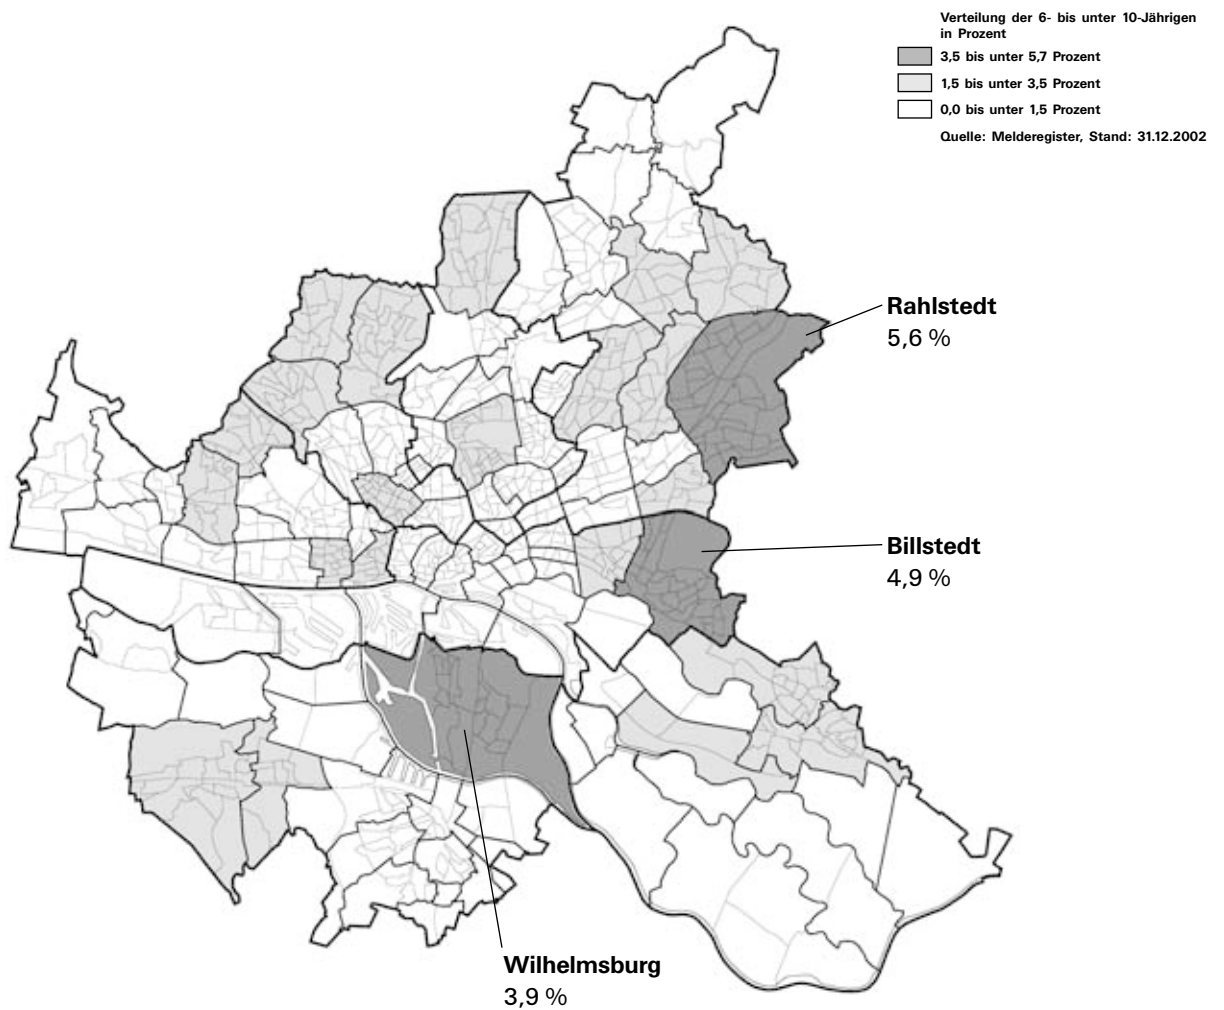 Verteilung der 6- bis unter 10-Jährigen
in Prozent
3,5 bis unter 5,7 Prozent
1,5 bis unter 3,5 Prozent
0,0 bis unter 1,5 Prozent
Quelle: Melderegister, Stand: 31.12.2002
Rahlstedt
5,6 %
Billstedt
4,9 %
Wilhelmsburg
3,9 %